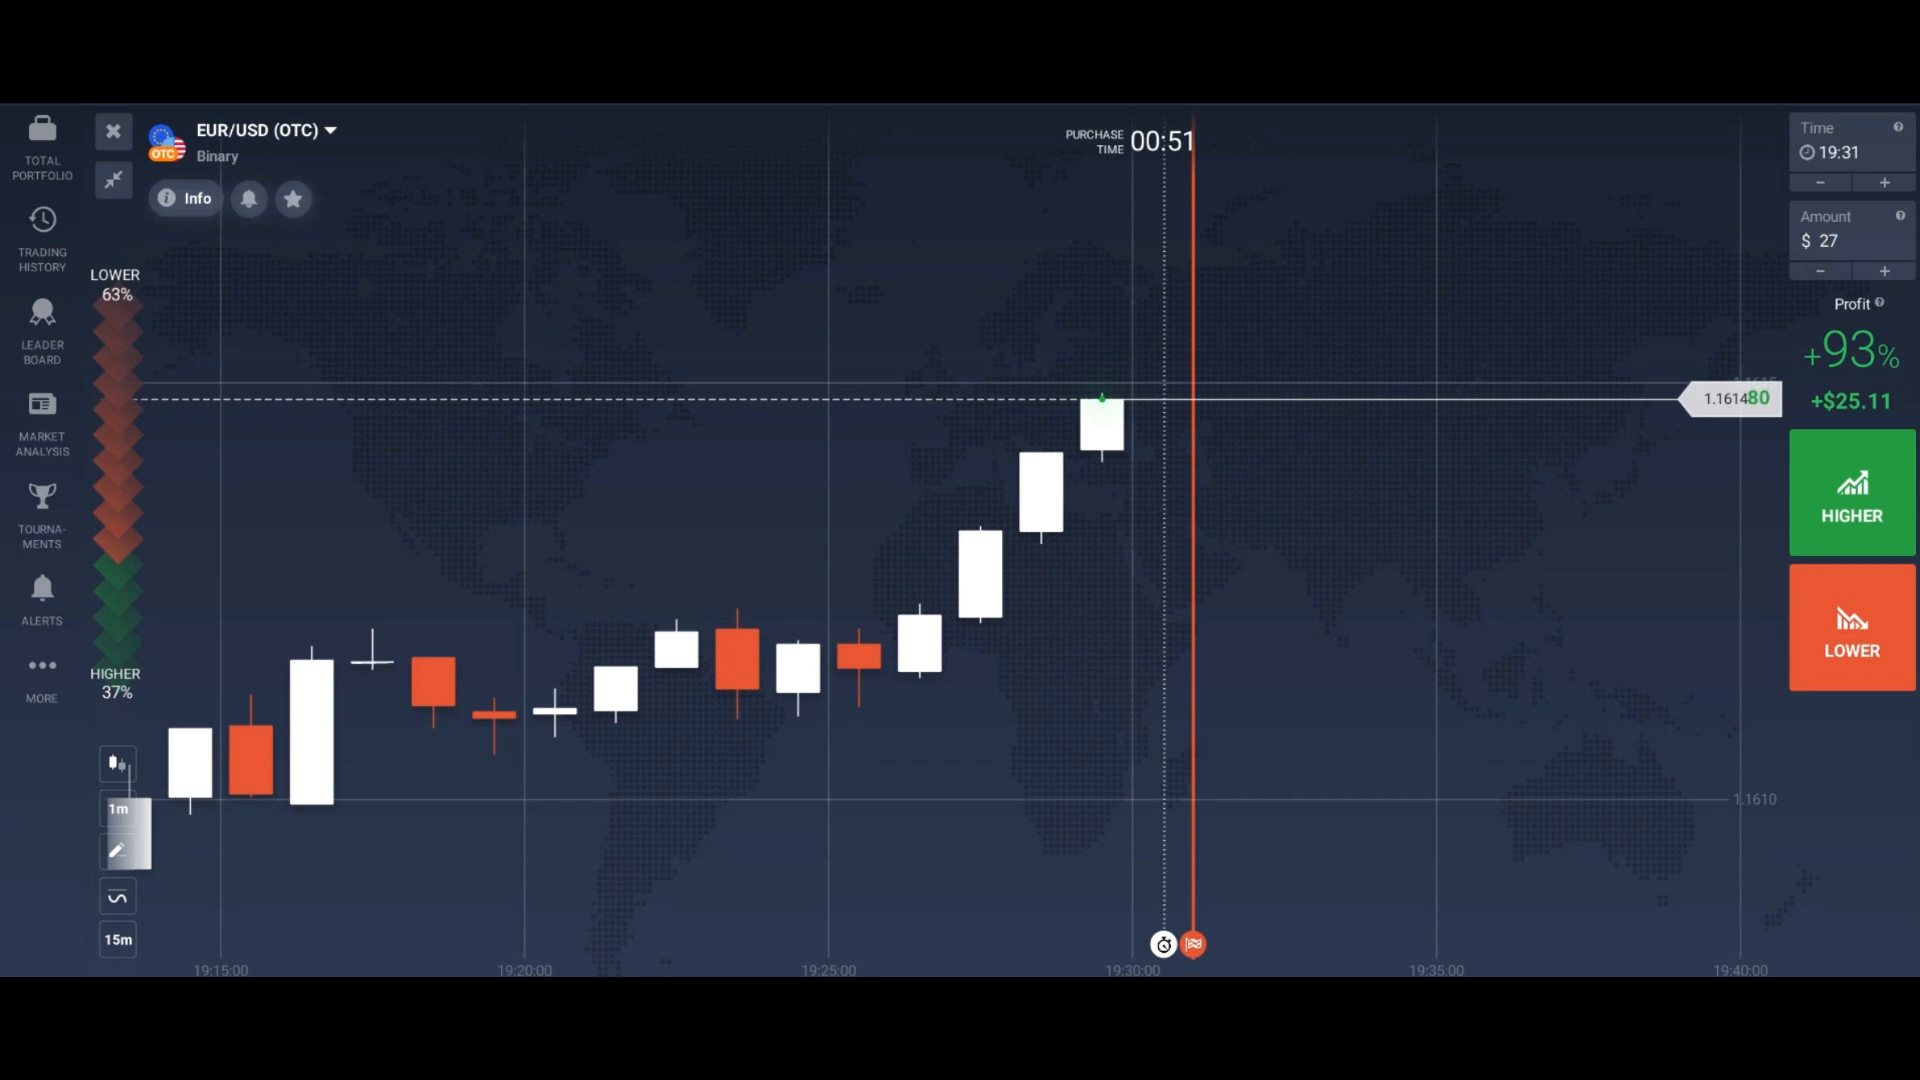 TOTAL
PORTFOLIO
TRADING
HISTORY
LEADER
BOARD
MARKET
ANALYSIS
TOURNA-
MENTS
ALERTS
MORE
EUR/USD (OTC)
OTC
Binary
Info
LOWER
63%
HIGHER
37%
1m
15m
PURCHASE
TIME
00:51
1.1615
1.161480
1.1610
19:15:00
19:20:00
19:25:00
19:30:00
19:35:00
19:40:00
Time
19:31
- +
Amount
$ 27
- +
Profit
+93%
+$25.11
HIGHER
LOWER